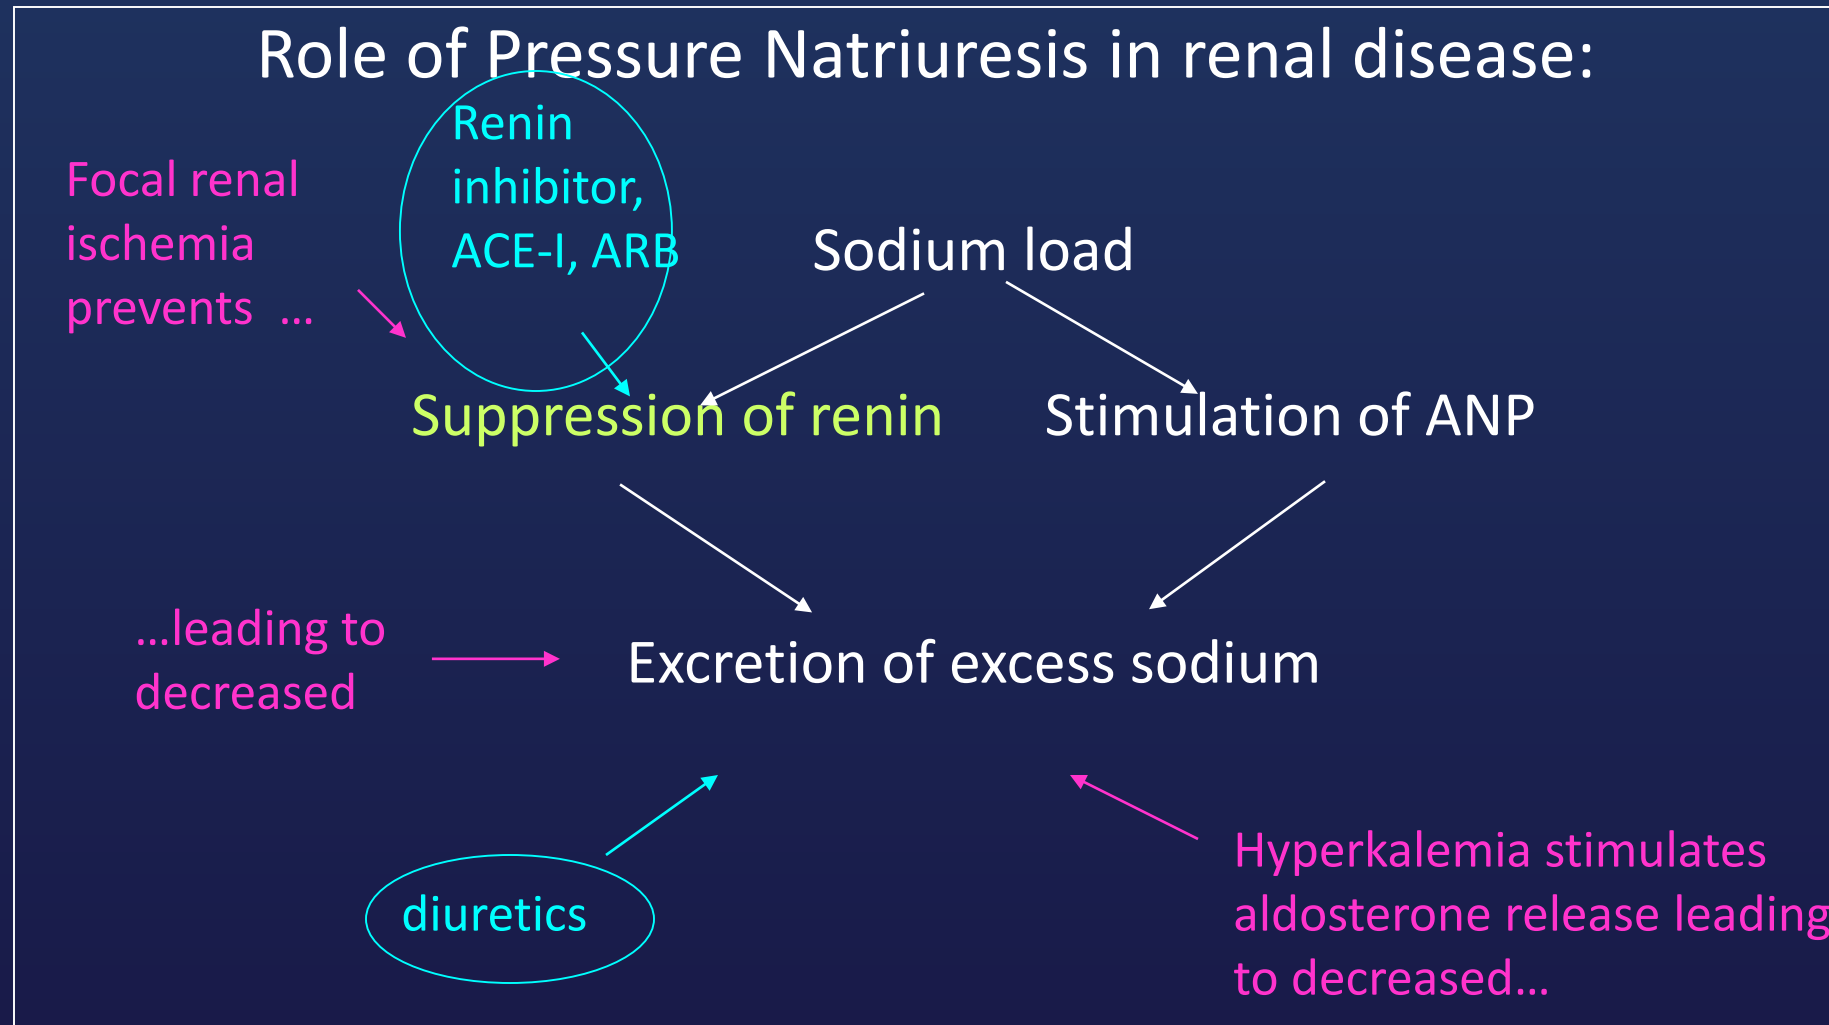 Role of Pressure Natriuresis in renal disease:
Renin
inhibitor,
ACE-I, ARB
Focal renal
ischemia
prevents …
Sodium load
Suppression of renin
Stimulation of ANP
…leading to
decreased
Excretion of excess sodium
diuretics
Hyperkalemia stimulates
aldosterone release leading
to decreased…